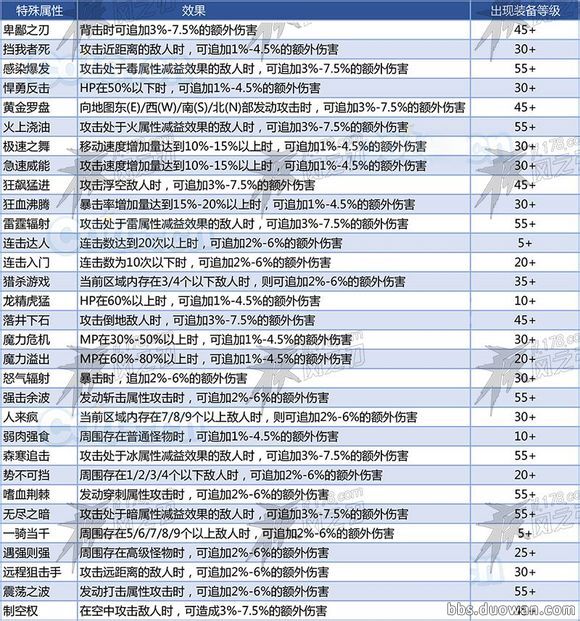 特殊属性 效果 出现装备等级
卑鄙之刃 背击时可追加3%-7.5%的额外伤害 45+
挡我者死 攻击近距离的敌人时，可追加1%-4.5%的额外伤害 30+
感染爆发 攻击处于毒属性减益效果的敌人时，可追加3%-7.5%的额外伤害 55+
悍勇反击 HP在50%以下时，可追加1%-4.5%的额外伤害 30+
黄金罗盘 向地图东(E)/西(W)/南(S)/北(N)部发动攻击时，可追加3%-7.5%的额外伤害 45+
火上浇油 攻击处于火属性减益效果的敌人时，可追加3%-7.5%的额外伤害 55+
极速之舞 移动速度增加量达到10%-15%以上时，可追加1%-4.5%的额外伤害 30+
急速威能 攻击速度增加量达到10%-15%以上时，可追加1%-4.5%的额外伤害 30+
狂飙猛进 攻击浮空敌人时，可追加3%-7.5%的额外伤害 45+
狂血沸腾 暴击率增加量达到15%-20%以上时，可追加1%-4.5%的额外伤害 30+
雷霆辐射 攻击处于雷属性减益效果的敌人时，可追加3%-7.5%的额外伤害 55+
连击达人 连击数达到20次以上时，可追加2%-6%的额外伤害 5+
连击入门 连击数为10次以下时，可追加2%-6%的额外伤害 20+
猎杀游戏 当前区域内存在3/4个以下敌人时，则可追加2%-6%的额外伤害 35+
龙精虎猛 HP在60%以上时，可追加1%-4.5%的额外伤害 10+
落井下石 攻击倒地敌人时，可追加3%-7.5%的额外伤害 45+
魔力危机 MP在30%-50%以上时，可追加1%-4.5%的额外伤害 30+
魔力溢出 MP在60%-80%以上时，可追加1%-4.5%的额外伤害 20+
怒气辐射 暴击时，追加2%-6%的额外伤害 30+
强击余波 发动斩击属性攻击时，可追加2%-6%的额外伤害 55+
人来疯 当前区域内存在7/8/9个以上敌人时，则可追加2%-6%的额外伤害 30+
弱肉强食 周围存在普通怪物时，可追加1%-4.5%的额外伤害 10+
森寒追击 攻击处于冰属性减益效果的敌人时，可追加3%-7.5%的额外伤害 55+
势不可挡 周围存在1/2/3/4个以下敌人时，可追加2%-6%的额外伤害 20+
嗜血荆棘 发动穿刺属性攻击时，可追加2%-6%的额外伤害 55+
无尽之暗 攻击处于暗属性减益效果的敌人时，可追加3%-7.5%的额外伤害 55+
一骑当千 周围存在5/6/7/8/9个以上敌人时，可追加2%-6%的额外伤害 5+
遇强则强 周围存在高级怪物时，可追加2%-6%的额外伤害 25+
远程狙击手 攻击远距离的敌人时，可追加2%-6%的额外伤害 30+
震荡之波 发动打击属性攻击时，可追加2%-6%的额外伤害 55+
制空权 在空中攻击敌人时，可造成3%-7.5%的额外伤害 45+
bbs.duowan.com